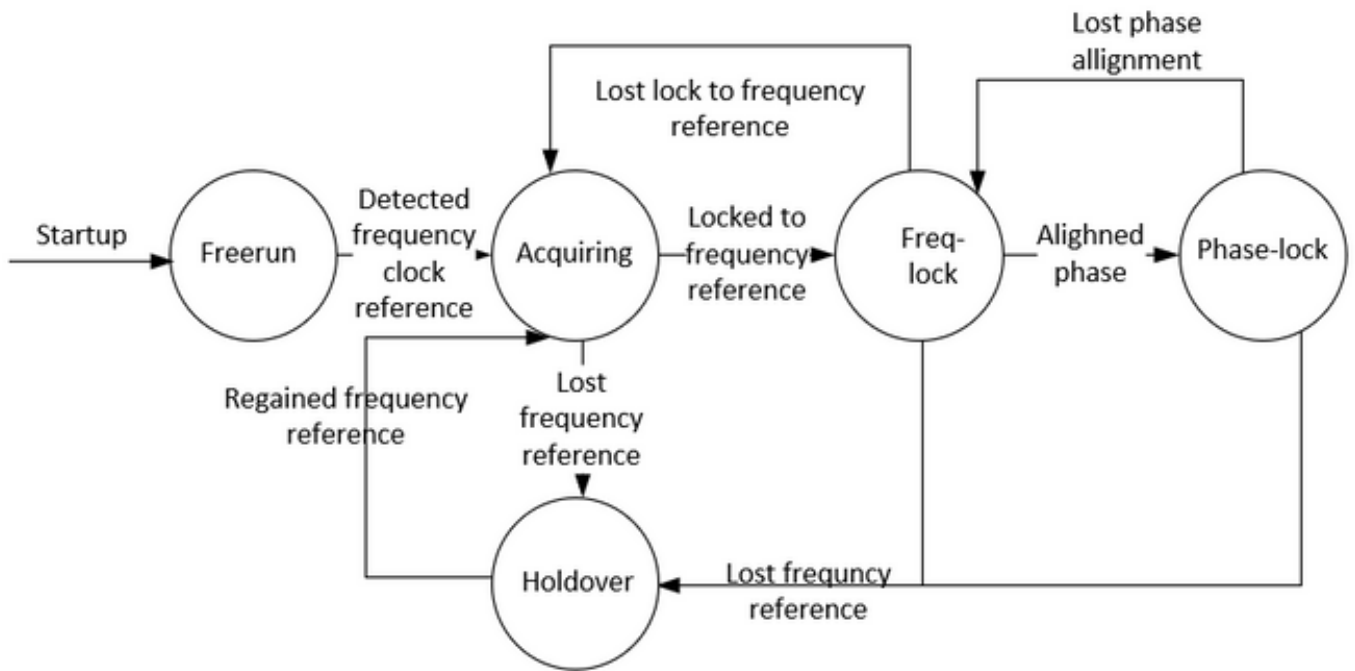 Lost phase
allignment
Lost lock to frequency
reference
Startup
Freerun
Detected
frequency
clock
reference
Acquiring
Locked to
frequency
reference
Freq-
lock
Alighned
phase
Phase-lock
Regained frequency
reference
Lost
frequency
reference
Holdover
Lost frequncy
reference